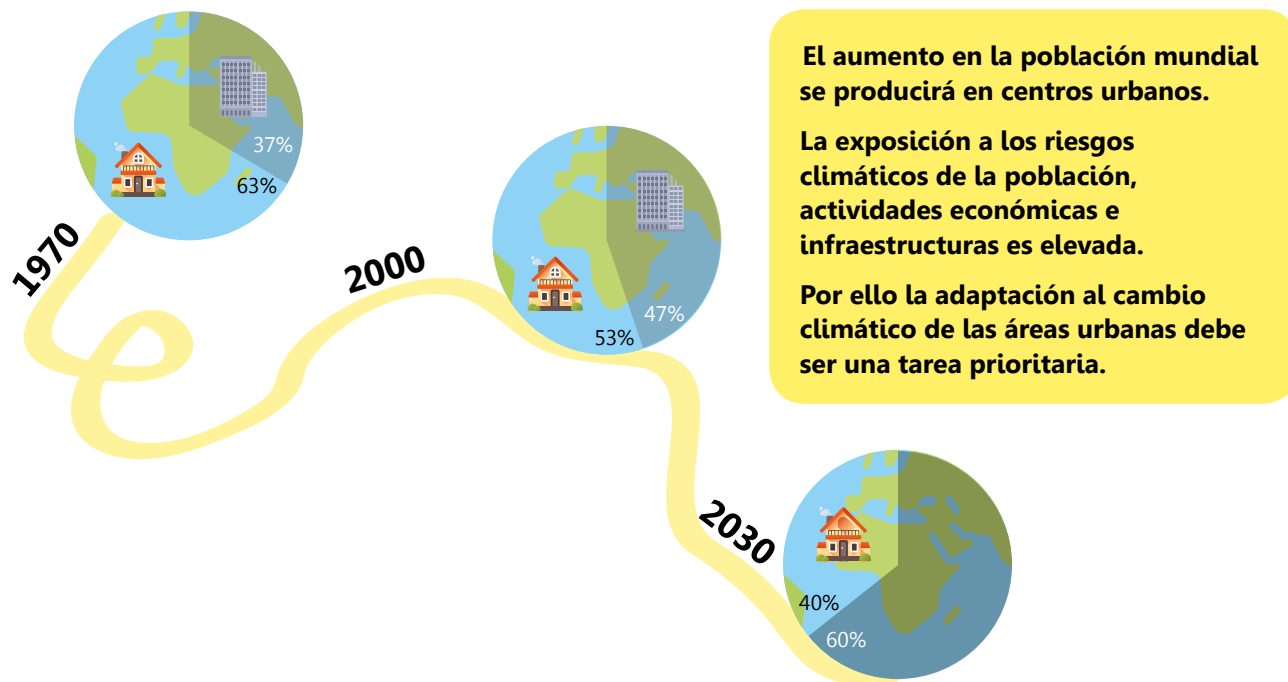 El aumento en la población mundial
se producirá en centros urbanos.
La exposición a los riesgos
climáticos de la población,
actividades económicas e
infraestructuras es elevada.
Por ello la adaptación al cambio
climático de las áreas urbanas debe
ser una tarea prioritaria.
37%
63%
1970
2000
47%
53%
2030
40%
60%